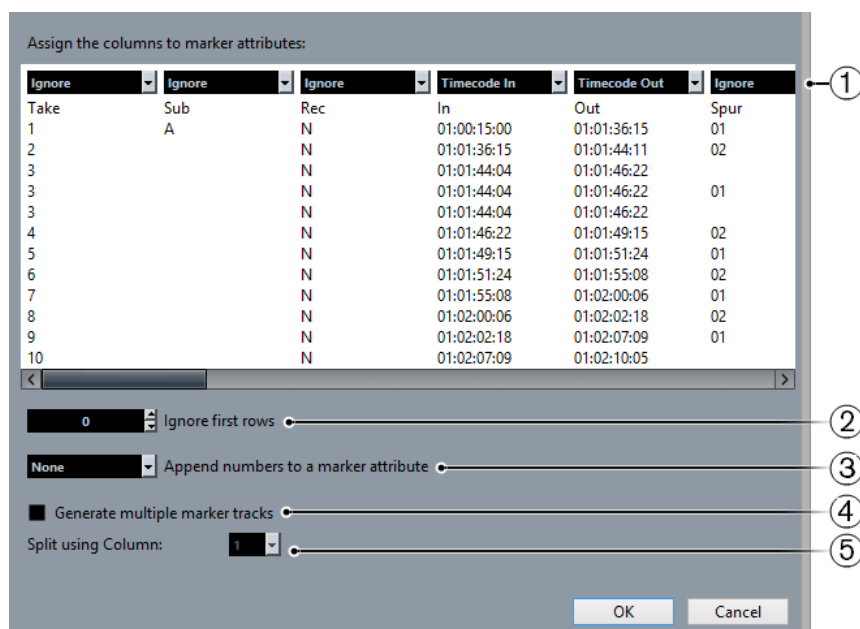 Assign the columns to marker attributes:
Ignore Ignore Ignore Timecode In Timecode Out Ignore 1
Take Sub Rec In Out Spur
1 A N 01:00:15:00 01:01:36:15 01
2 N 01:01:36:15 01:01:44:11 02
3 N 01:01:44:04 01:01:46:22
3 N 01:01:44:04 01:01:46:22 01
3 N 01:01:44:04 01:01:46:22
4 N 01:01:46:22 01:01:49:15 02
5 N 01:01:49:15 01:01:51:24 01
6 N 01:01:51:24 01:01:55:08 02
7 N 01:01:55:08 01:02:00:06 01
8 N 01:02:00:06 01:02:02:18 02
9 N 01:02:02:18 01:02:07:09 01
10 N 01:02:07:09 01:02:10:05
0 Ignore first rows 2
None Append numbers to a marker attribute 3
Generate multiple marker tracks 4
Split using Column: 1 5
OK Cancel